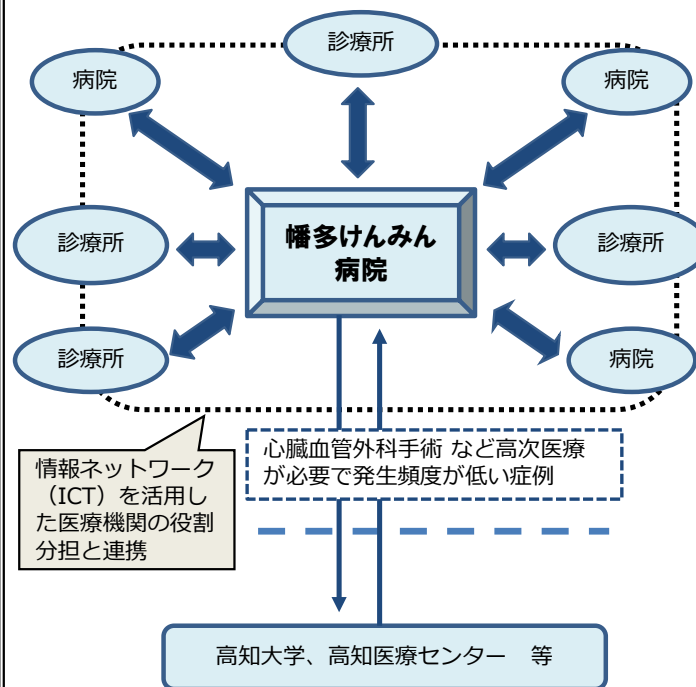 診療所
病院
病院
幡多けんみん
病院
診療所
診療所
診療所
病院
情報ネットワーク
（ICT）を活用し
た医療機関の役割
分担と連携
心臓血管外科手術 など高次医療
が必要で発生頻度が低い症例
高知大学、高知医療センター　等